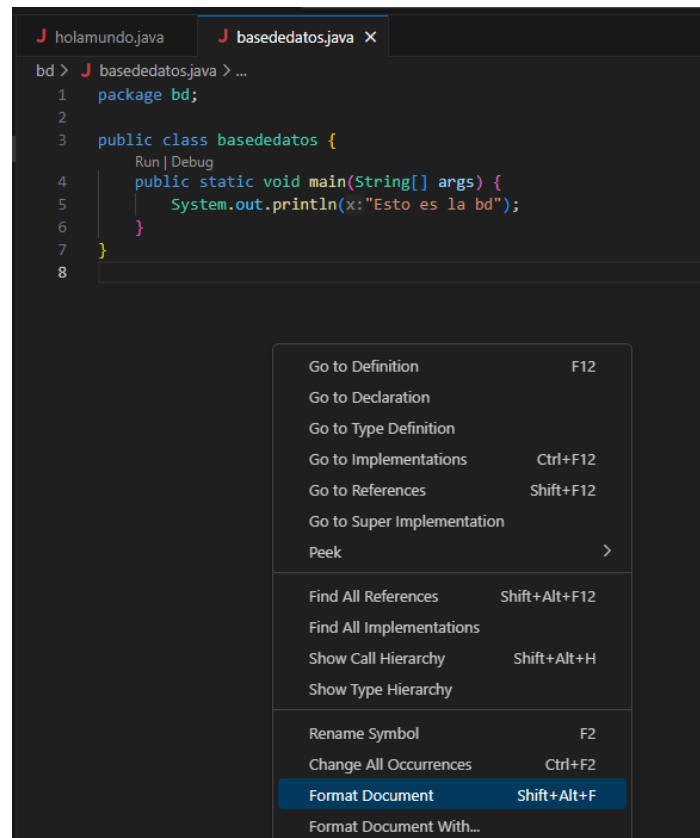 J holamundo.java J basededatos.java ×
bd > J basededatos.java > ...
1 package bd;
2
3 public class basededatos {
Run | Debug
4 public static void main(String[] args) {
5 System.out.println(x:"Esto es la bd");
6 }
7 }
8
Go to Definition F12
Go to Declaration
Go to Type Definition
Go to Implementations Ctrl+F12
Go to References Shift+F12
Go to Super Implementation
Peek >
Find All References Shift+Alt+F12
Find All Implementations
Show Call Hierarchy Shift+Alt+H
Show Type Hierarchy
Rename Symbol F2
Change All Occurrences Ctrl+F2
Format Document Shift+Alt+F
Format Document With...